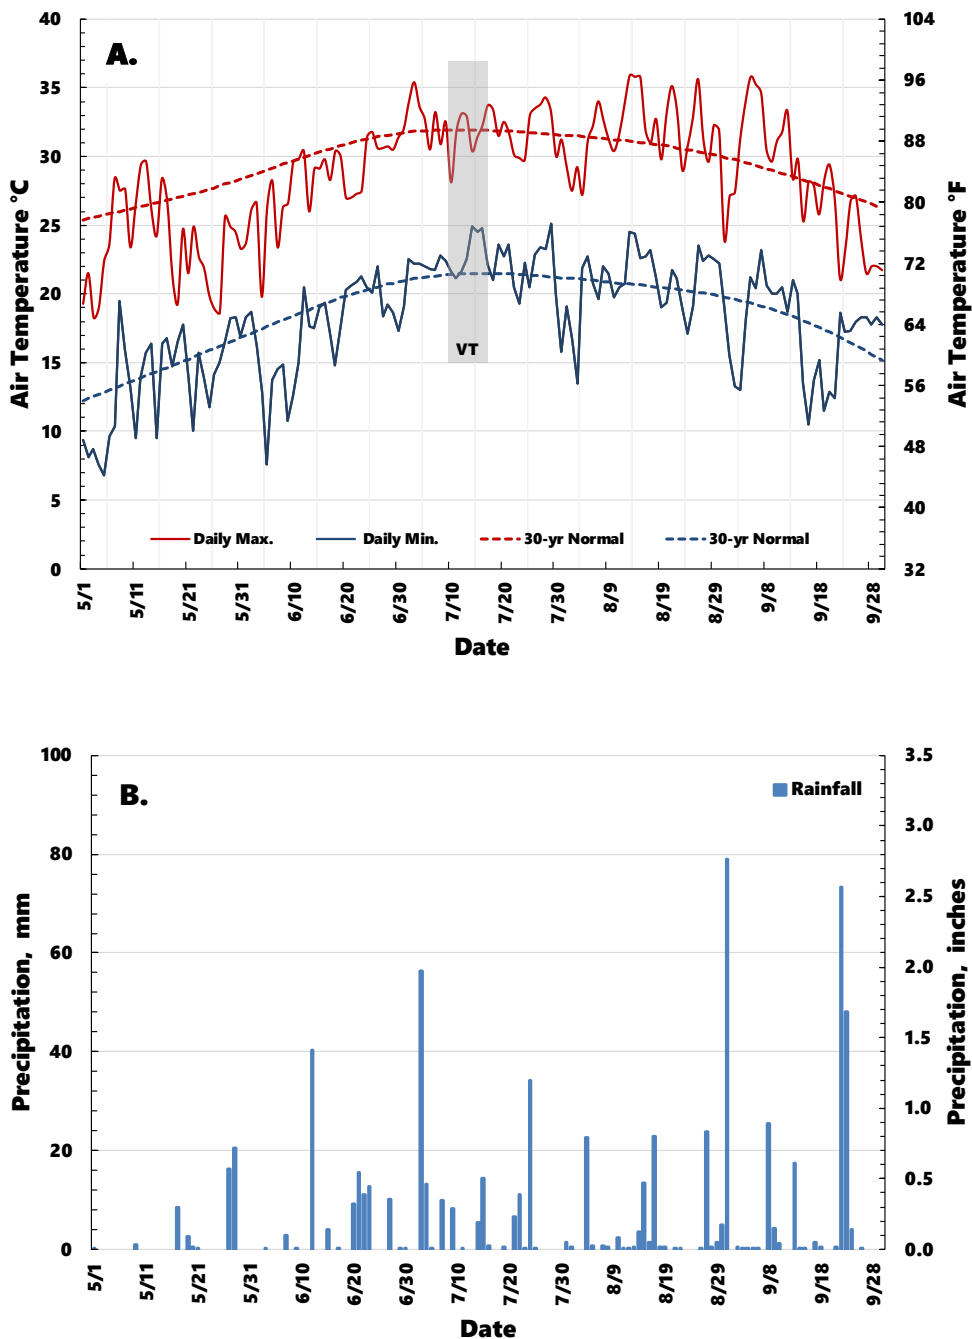 A.
Air Temperature °C
40
35
30
25
20
15
10
5
0
Air Temperature °F
104
96
88
80
72
64
56
48
40
32
VT
Daily Max. Daily Min. 30-yr Normal 30-yr Normal
5/1 5/11 5/21 5/31 6/10 6/20 6/30 7/10 7/20 7/30 8/9 8/19 8/29 9/8 9/18 9/28
Date
B.
Rainfall
Precipitation, mm
100
80
60
40
20
0
Precipitation, inches
3.5
3.0
2.5
2.0
1.5
1.0
0.5
0.0
5/1 5/11 5/21 5/31 6/10 6/20 6/30 7/10 7/20 7/30 8/9 8/19 8/29 9/8 9/18 9/28
Date